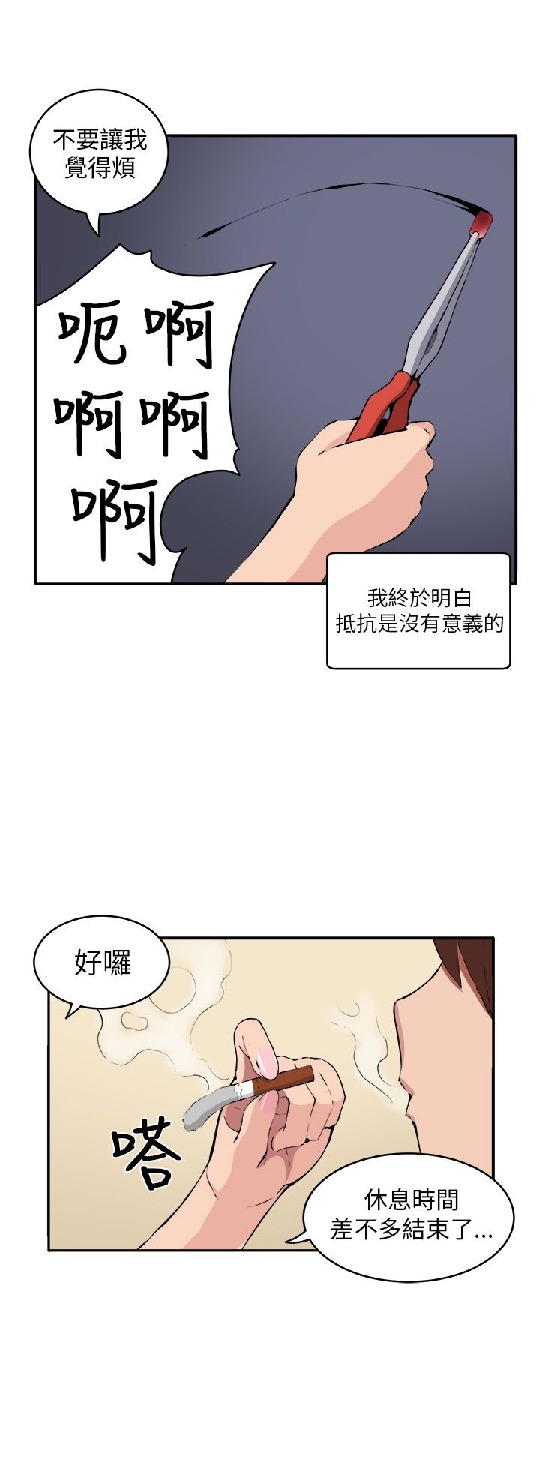 不要讓我
覺得煩
呃啊
啊啊
啊
我終於明白
抵抗是沒有意義的
好囉
嗒
休息時間
差不多結束了...